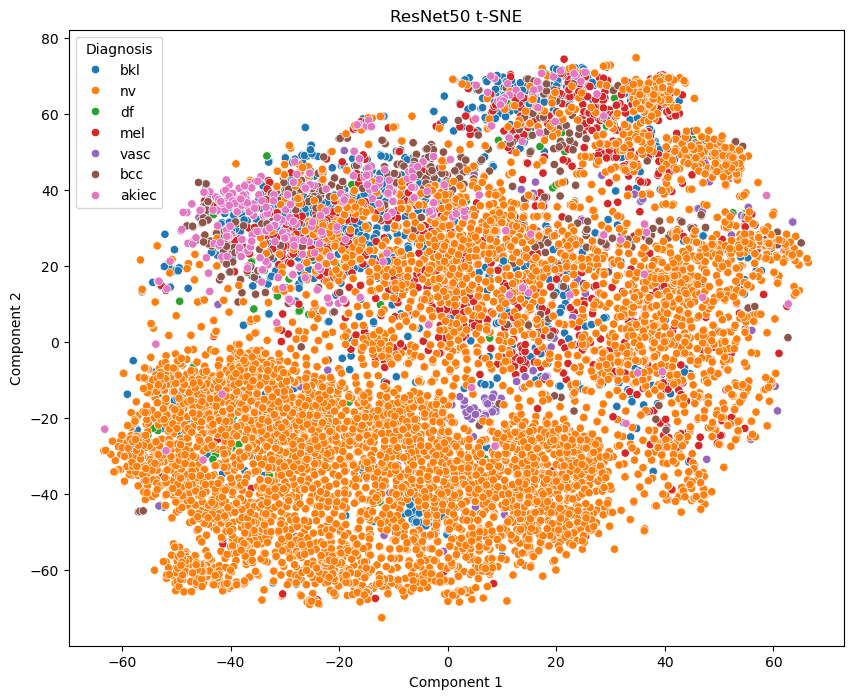 ResNet50 t-SNE
Diagnosis
bkl
nv
df
mel
vasc
bcc
akiec
80
60
40
20
0
−20
−40
−60
Component 2
−60 −40 −20 0 20 40 60
Component 1